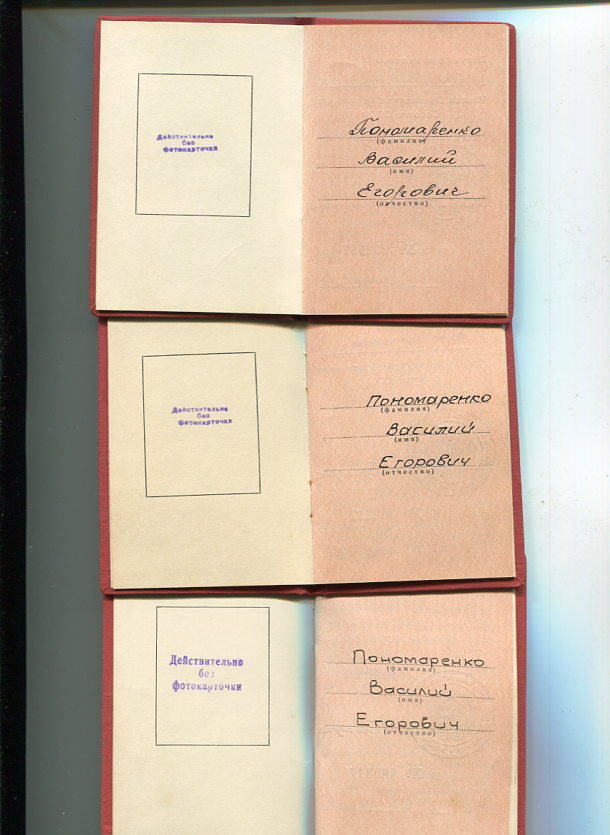 Действительно
без
фотокарточки
Пономаренко
(фамилия)
Василий
(имя)
Егорович
(отчество)
Действительно
без
фотокарточки
Пономаренко
(фамилия)
Василий
(имя)
Егорович
(отчество)
Действительно
без
фотокарточки
Пономаренко
(фамилия)
Василий
(имя)
Егорович
(отчество)